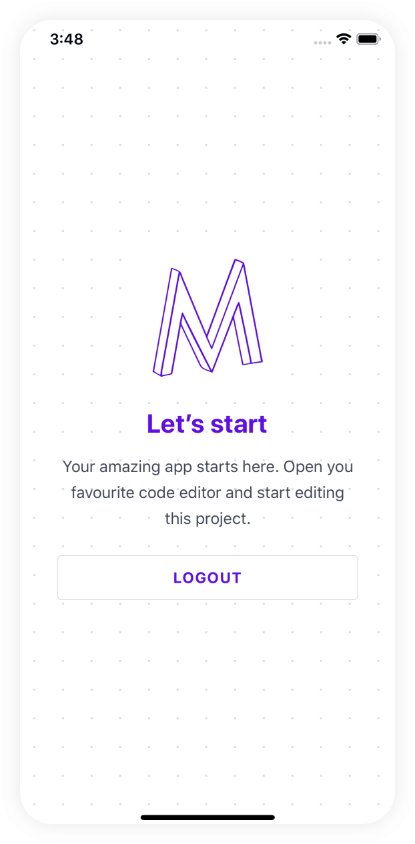 3:48
Let’s start
Your amazing app starts here. Open you
favourite code editor and start editing
this project.
LOGOUT